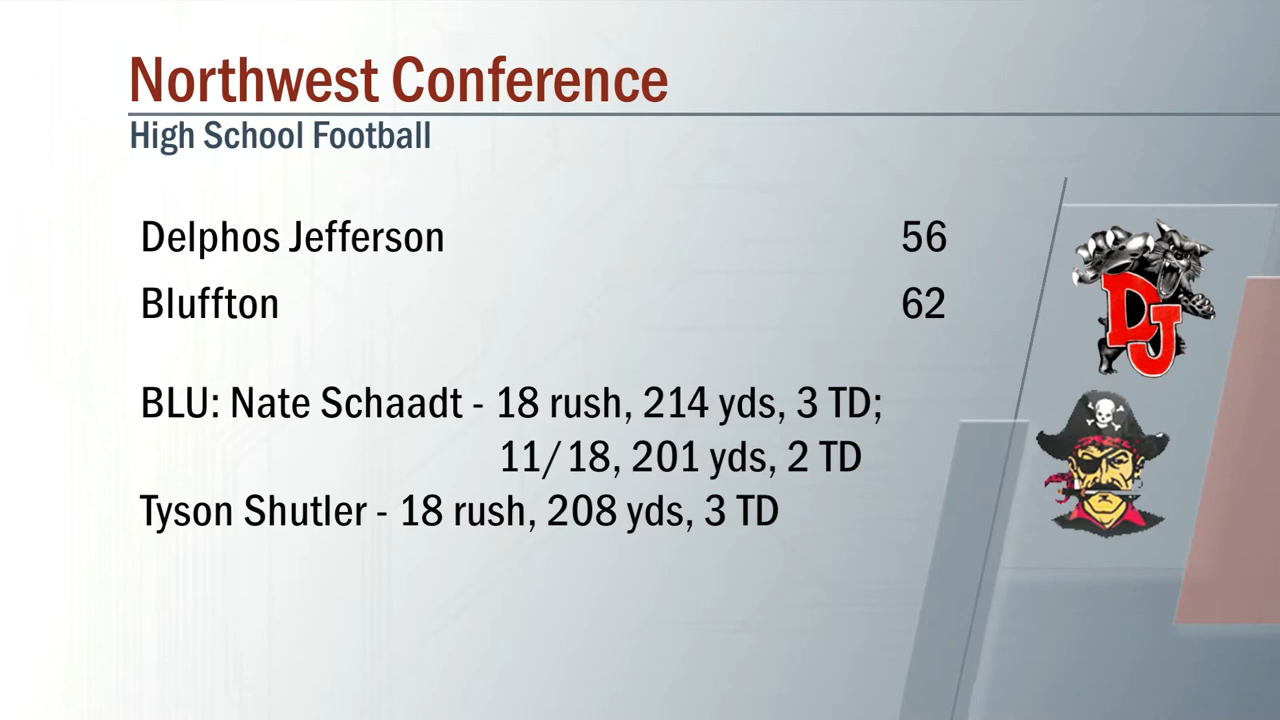 Northwest Conference
High School Football
Delphos Jefferson 56
Bluffton 62
BLU: Nate Schaadt - 18 rush, 214 yds, 3 TD;
11/18, 201 yds, 2 TD
Tyson Shutler - 18 rush, 208 yds, 3 TD
DJ